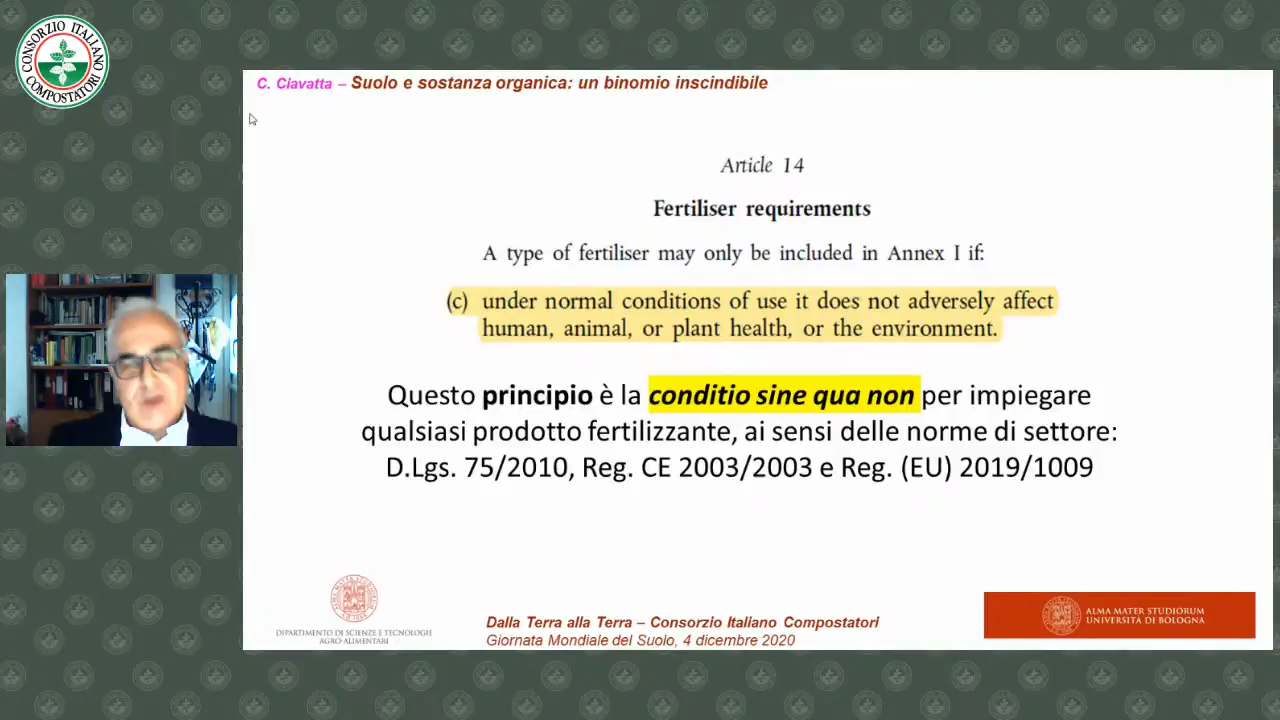 CONSORZIO ITALIANO
COMPOSTATORI
C. Ciavatta – Suolo e sostanza organica: un binomio inscindibile
Article 14
Fertiliser requirements
A type of fertiliser may only be included in Annex I if:
(c) under normal conditions of use it does not adversely affect
human, animal, or plant health, or the environment.
Questo principio è la conditio sine qua non per impiegare
qualsiasi prodotto fertilizzante, ai sensi delle norme di settore:
D.Lgs. 75/2010, Reg. CE 2003/2003 e Reg. (EU) 2019/1009
DIPARTIMENTO DI SCIENZE E TECNOLOGIE
AGRO-ALIMENTARI
Dalla Terra alla Terra – Consorzio Italiano Compostatori
Giornata Mondiale del Suolo, 4 dicembre 2020
ALMA MATER STUDIORUM
UNIVERSITÀ DI BOLOGNA